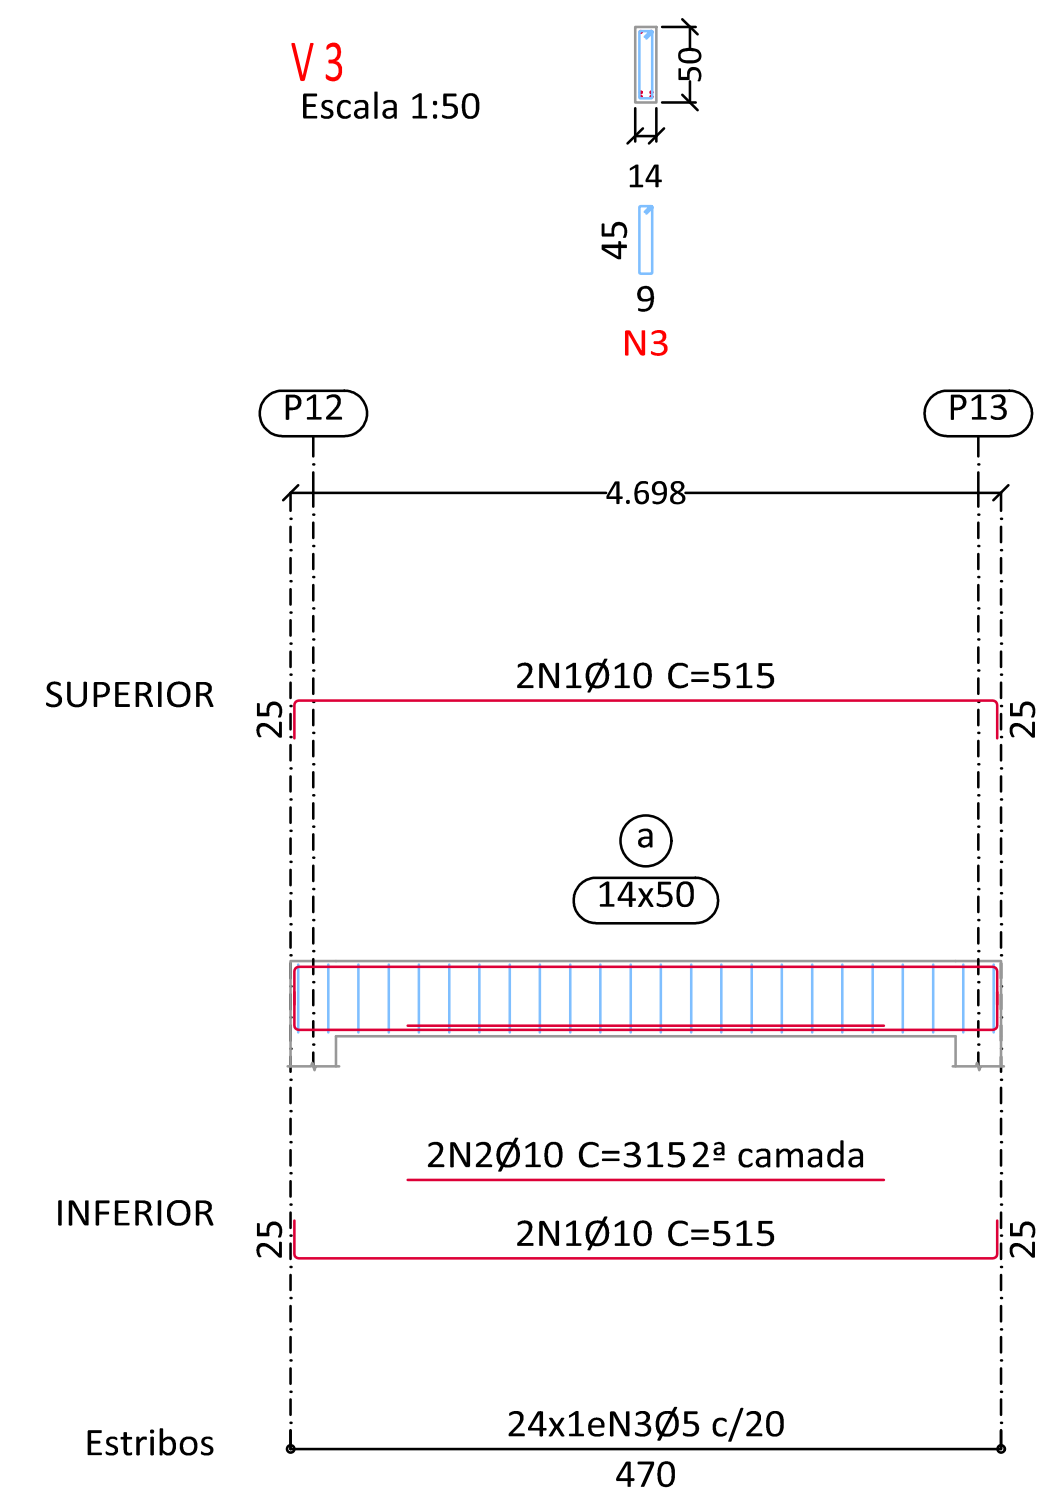 V 3
Escala 1:50
50
14
45
9
N3
P12
P13
4.698
2N1Ø10 C=515
SUPERIOR
25
25
a
14x50
2N2Ø10 C=315 2ª camada
INFERIOR
2N1Ø10 C=515
25
25
24x1eN3Ø5 c/20
Estribos
470